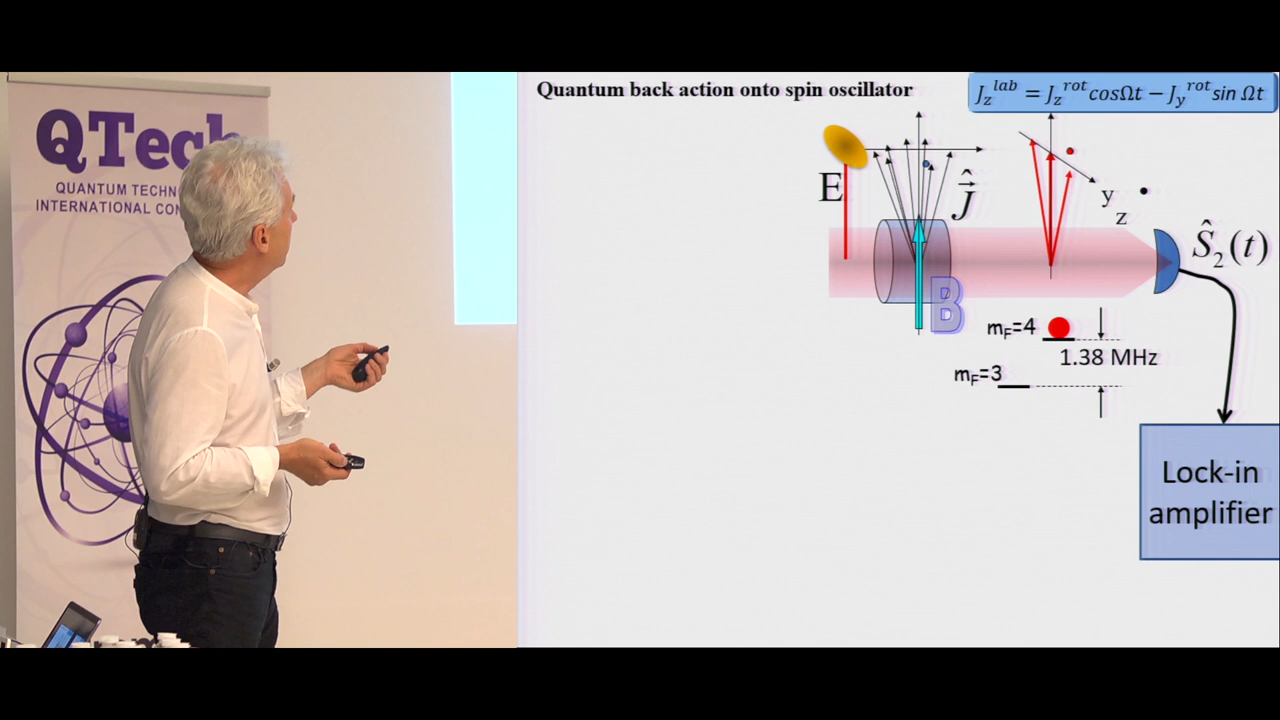 QTech
QUANTUM TECHN
INTERNATIONAL CON
Quantum back action onto spin oscillator
J_z^lab = J_z^rot cosΩt − J_y^rot sin Ωt
E
Ĵ
y
z
Ŝ₂(t)
B
m_F=4
1.38 MHz
m_F=3
Lock-in
amplifier